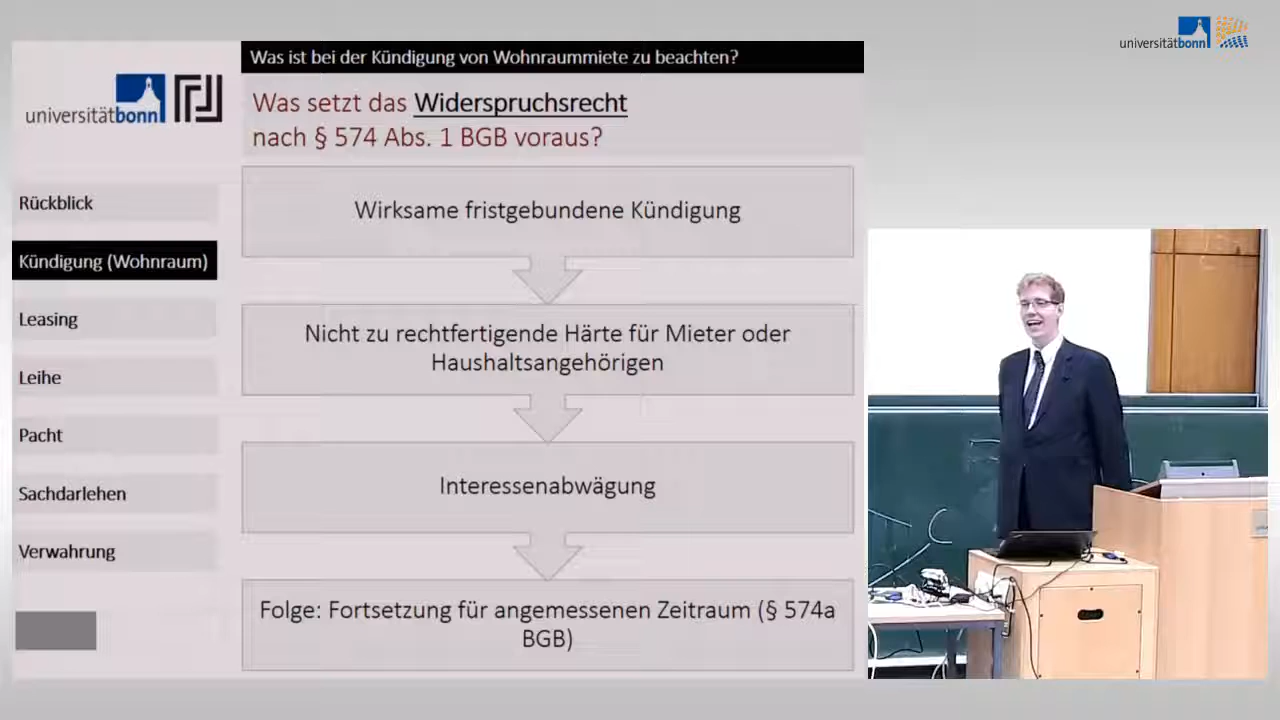 universitätbonn
Was ist bei der Kündigung von Wohnraummiete zu beachten?
universitätbonn
Was setzt das Widerspruchsrecht
nach § 574 Abs. 1 BGB voraus?
Rückblick
Kündigung (Wohnraum)
Leasing
Leihe
Pacht
Sachdarlehen
Verwahrung
Wirksame fristgebundene Kündigung
Nicht zu rechtfertigende Härte für Mieter oder
Haushaltsangehörigen
Interessenabwägung
Folge: Fortsetzung für angemessenen Zeitraum (§ 574a
BGB)